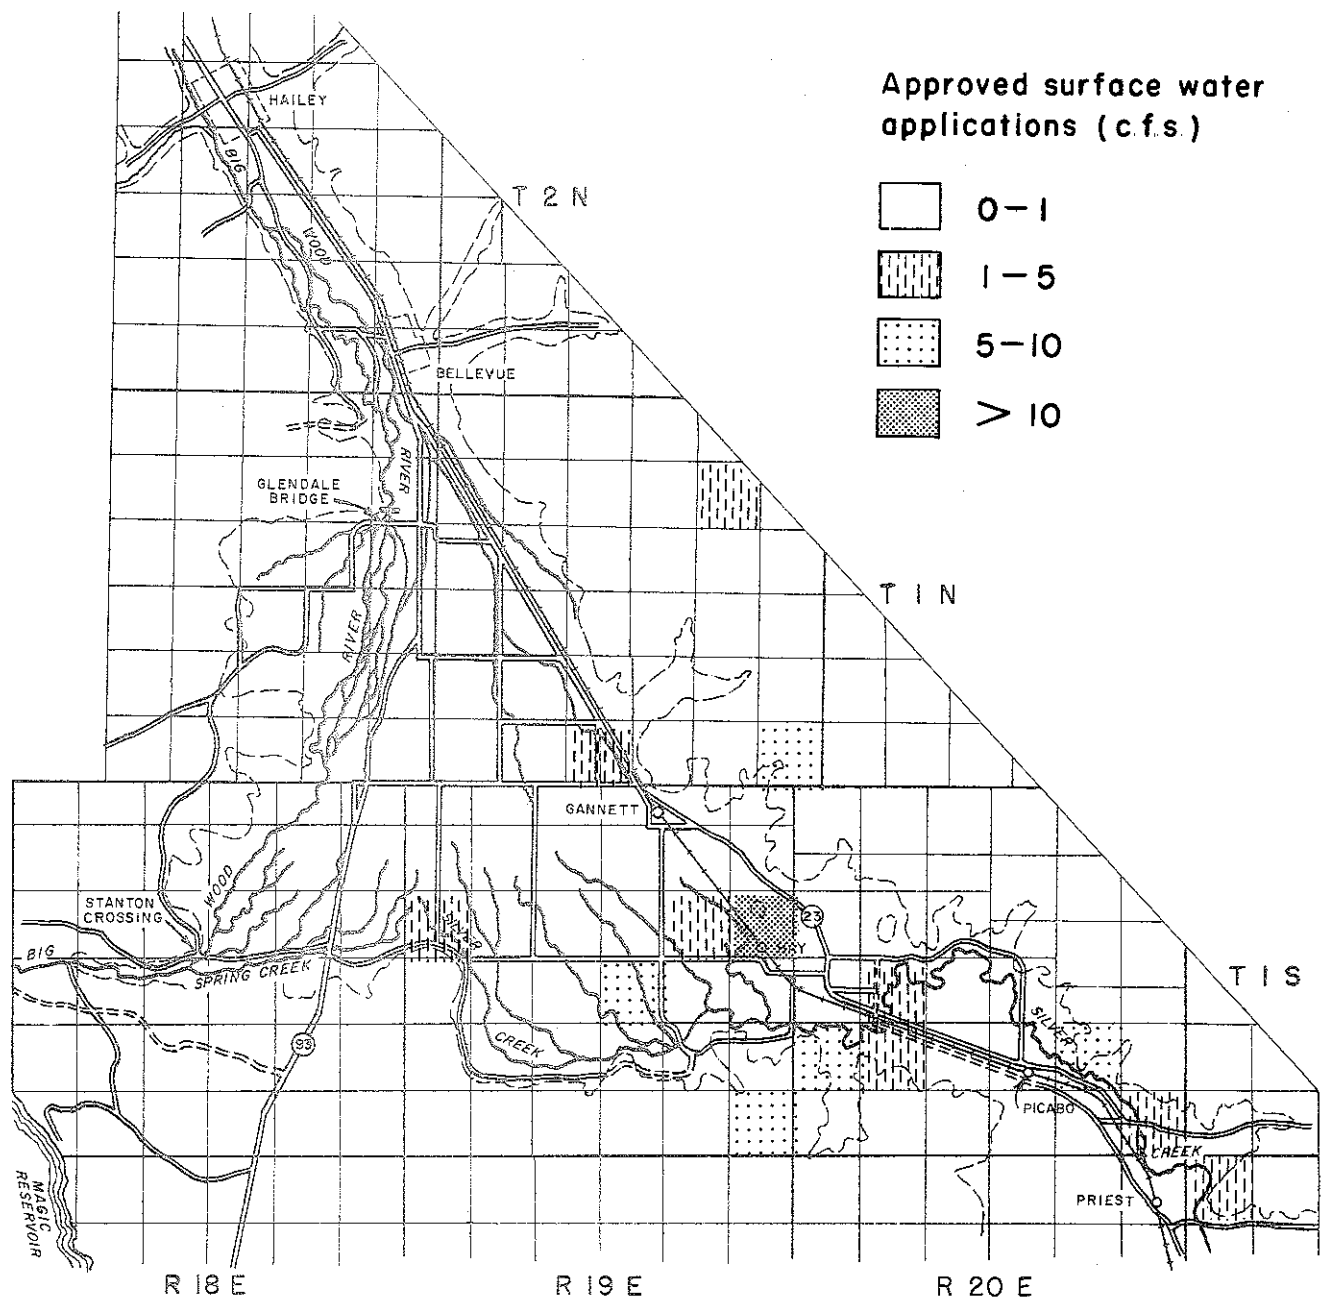 Approved surface water
applications (c.f.s.)
0-1
1-5
5-10
> 10
HAILEY
BIG
WOOD
T 2 N
BELLEVUE
RIVER
GLENDALE
BRIDGE
T 1 N
RIVER
GANNETT
WOOD
STANTON
CROSSING
23
BIG
SPRING CREEK
T 1 S
SILVER
93
CREEK
PICABO
CREEK
PRIEST
MAGIC
RESERVOIR
R 18 E
R 19 E
R 20 E